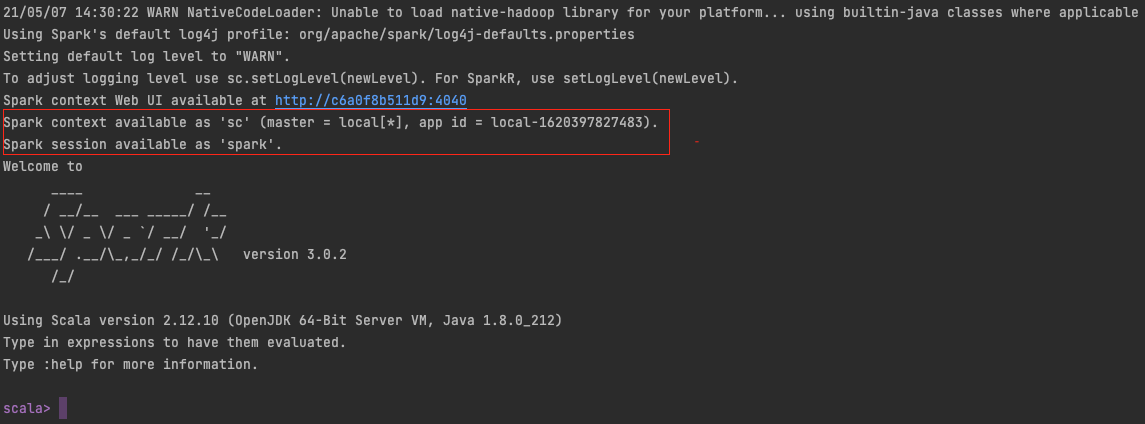 21/05/07 14:30:22 WARN NativeCodeLoader: Unable to load native-hadoop library for your platform... using builtin-java classes where applicable
Using Spark's default log4j profile: org/apache/spark/log4j-defaults.properties
Setting default log level to "WARN".
To adjust logging level use sc.setLogLevel(newLevel). For SparkR, use setLogLevel(newLevel).
Spark context Web UI available at http://c6a0f8b511d9:4040
Spark context available as 'sc' (master = local[*], app id = local-1620397827483).
Spark session available as 'spark'.
Welcome to
      ____              __
     / __/__  ___ _____/ /__
    _\ \/ _ \/ _ `/ __/  '_/
   /___/ .__/\_,_/_/ /_/\_\   version 3.0.2
      /_/
Using Scala version 2.12.10 (OpenJDK 64-Bit Server VM, Java 1.8.0_212)
Type in expressions to have them evaluated.
Type :help for more information.
scala>